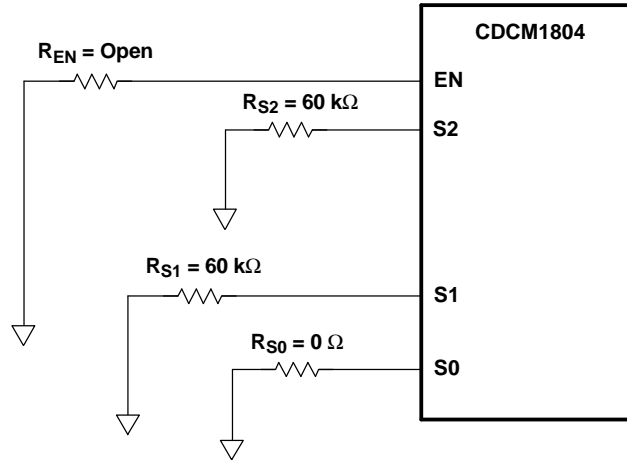 CDCM1804
R_EN = Open
EN
R_S2 = 60 kΩ
S2
R_S1 = 60 kΩ
S1
R_S0 = 0 Ω
S0